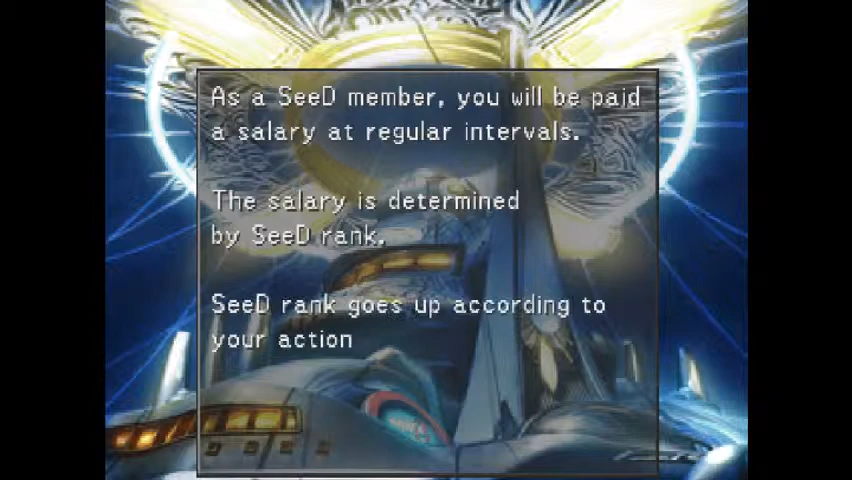 As a SeeD member, you will be paid
a salary at regular intervals.
The salary is determined
by SeeD rank.
SeeD rank goes up according to
your action